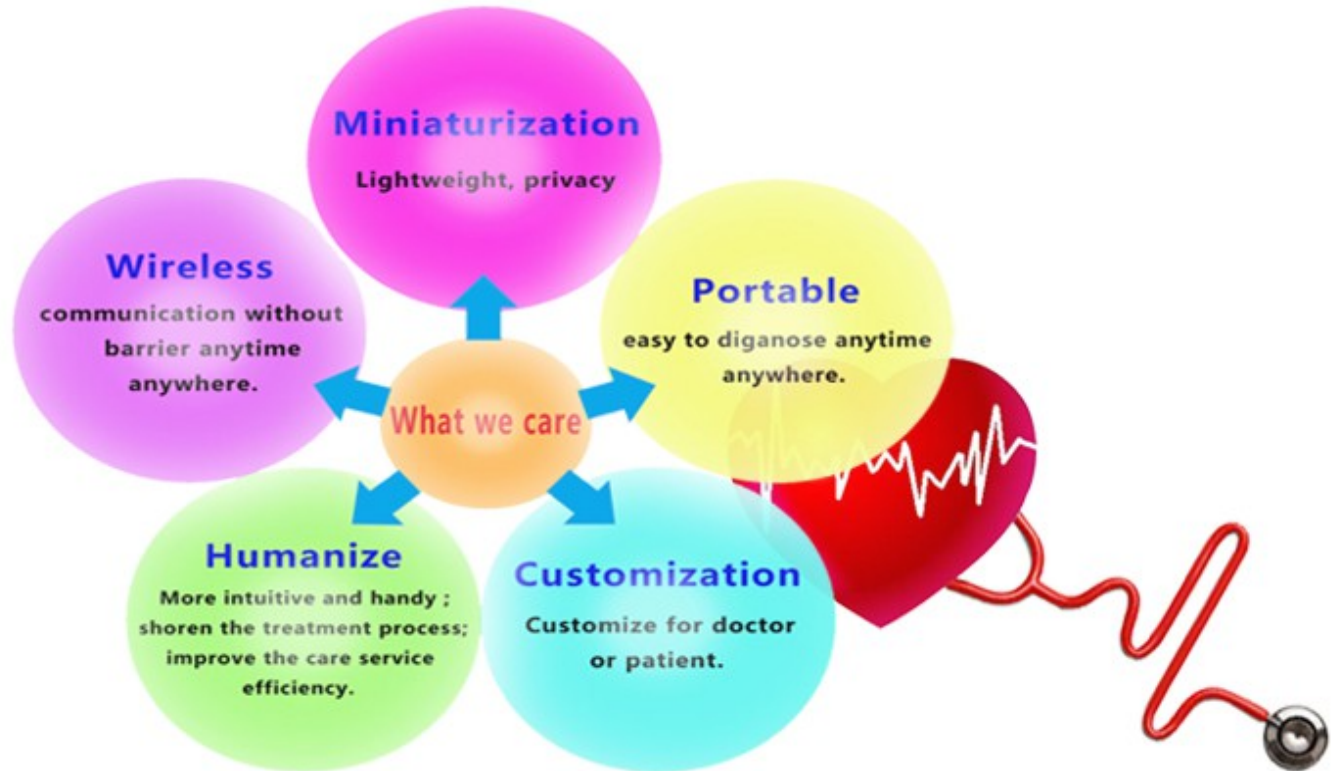 Miniaturization
Lightweight, privacy
Wireless
communication without
barrier anytime
anywhere.
Portable
easy to diganose anytime
anywhere.
What we care
Humanize
More intuitive and handy ;
shoren the treatment process;
improve the care service
efficiency.
Customization
Customize for doctor
or patient.